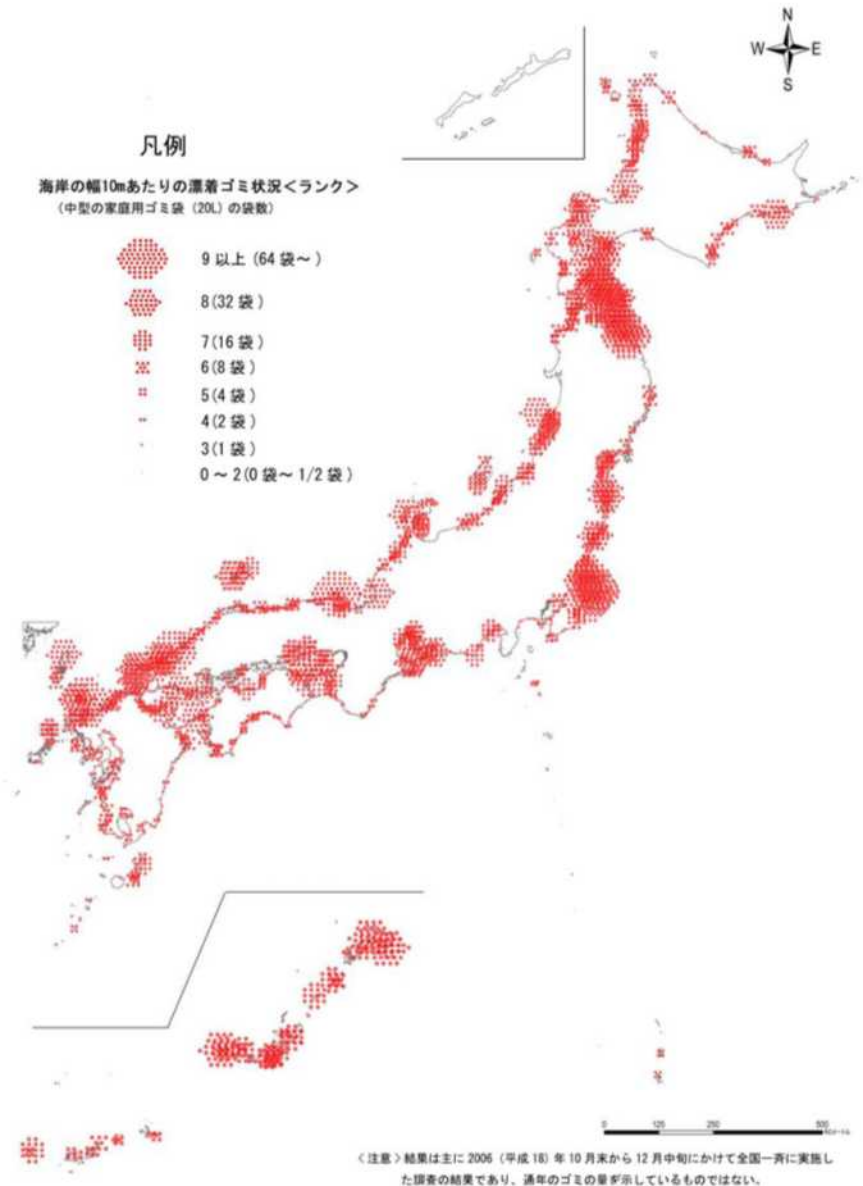 N
W E
S
凡例
海岸の幅10mあたりの漂着ゴミ状況<ランク>
(中型の家庭用ゴミ袋 (20L) の袋数)
9 以上 (64 袋~)
8 (32 袋)
7 (16 袋)
6 (8 袋)
5 (4 袋)
4 (2 袋)
3 (1 袋)
0 ~ 2 (0 袋~ 1/2 袋)
0 125 250 500
<注意>結果は主に 2006 (平成 18) 年 10 月末から 12 月中旬にかけて全国一斉に実施し
た調査の結果であり、通年のゴミの量を示しているものではない。